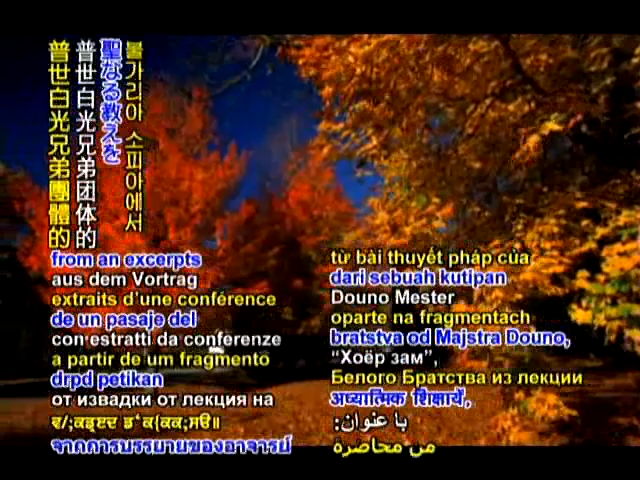 普世白光兄弟團體的
普世白光兄弟团体的
聖なる教えを
불가리아 소피아에서
from an excerpts
aus dem Vortrag
extraits d'une conférence
de un pasaje del
con estratti da conferenze
a partir de um fragmento
drpd petikan
от извадки от лекция на
จากการบรรยายของอาจารย์
từ bài thuyết pháp của
dari sebuah kutipan
Douno Mester
oparte na fragmentach
bratstva od Majstra Douno,
“Хоёр зам”,
Белого Братства из лекции
अध्यात्मिक शिक्षायें,
با عنوان:
من محاضرة